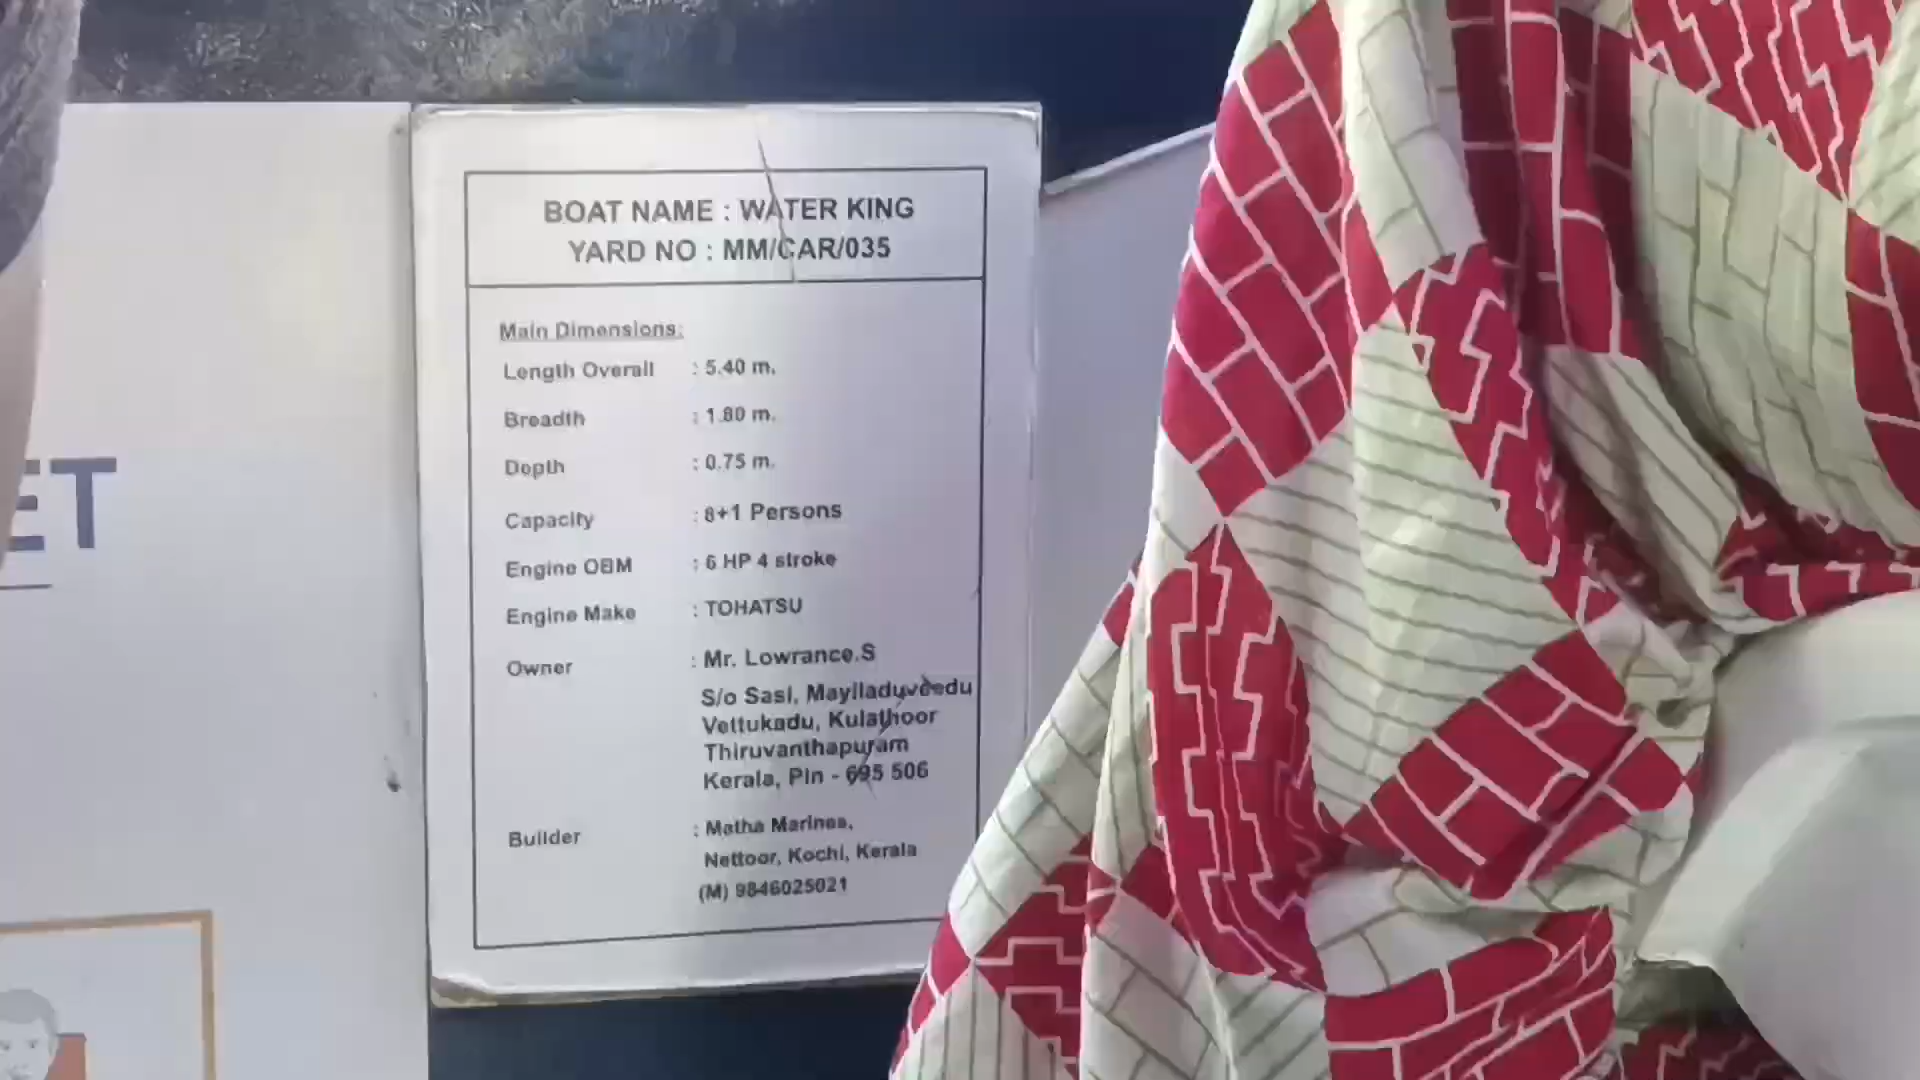 BOAT NAME : WATER KING
YARD NO : MM/CAR/035
Main Dimensions:
Length Overall : 5.40 m.
Breadth : 1.80 m.
Depth : 0.75 m.
Capacity : 8+1 Persons
Engine OBM : 6 HP 4 stroke
Engine Make : TOHATSU
Owner : Mr. Lowrance.S
S/o Sasi, Mayiladuveedu
Vettukadu, Kulathoor
Thiruvanthapuram
Kerala, Pin - 695 506
Builder : Matha Marines,
Nettoor, Kochi, Kerala
(M) 9846025021
ET